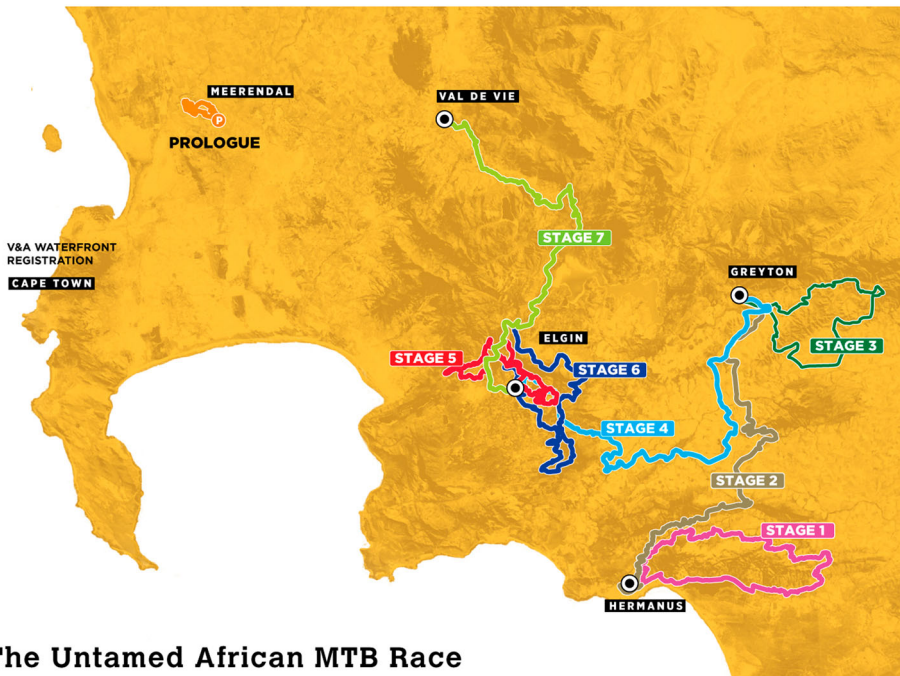 MEERENDAL
P
PROLOGUE
VAL DE VIE
V&A WATERFRONT
REGISTRATION
CAPE TOWN
STAGE 7
GREYTON
ELGIN
STAGE 3
STAGE 5
STAGE 6
STAGE 4
STAGE 2
STAGE 1
HERMANUS
The Untamed African MTB Race